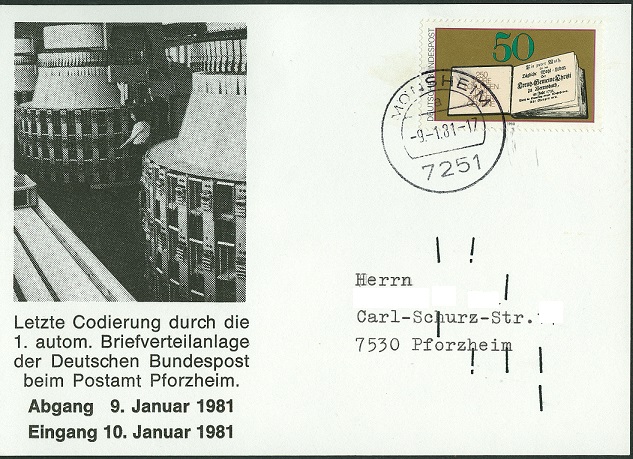 DEUTSCHE BUNDESPOST
50
MÖNSHEIM
a
-9.-1.81-17
7251
Herrn
Carl-Schurz-Str.
7530 Pforzheim
Letzte Codierung durch die
1. autom. Briefverteilanlage
der Deutschen Bundespost
beim Postamt Pforzheim.
Abgang 9. Januar 1981
Eingang 10. Januar 1981